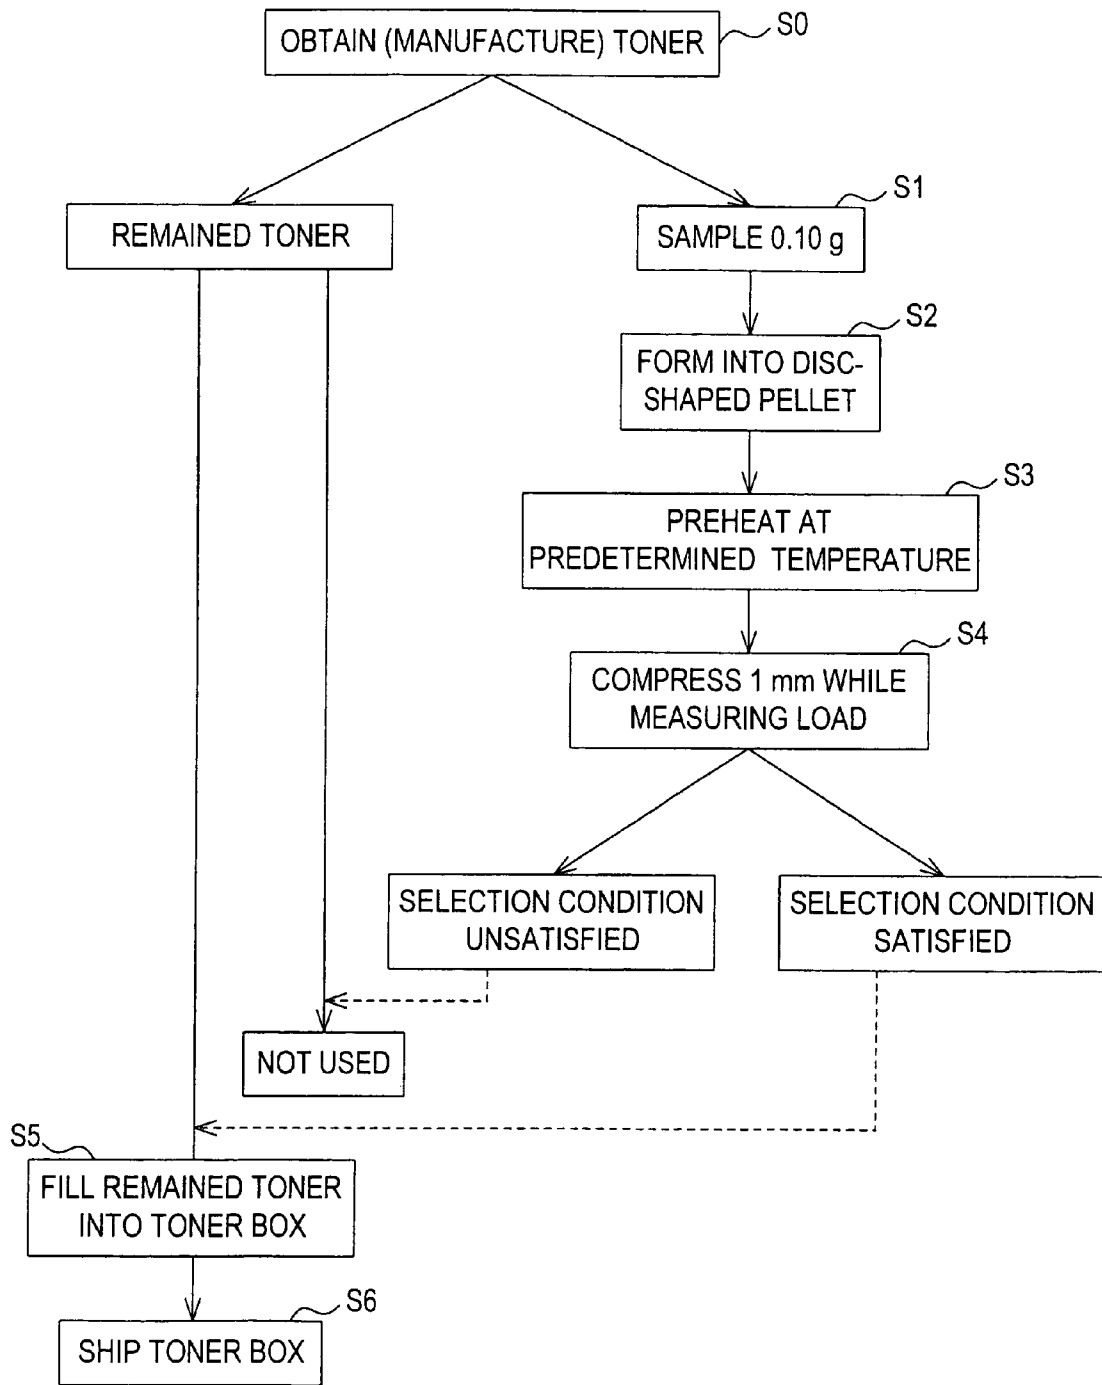 OBTAIN (MANUFACTURE) TONER
S0
REMAINED TONER
S1
SAMPLE 0.10 g
S2
FORM INTO DISC-
SHAPED PELLET
S3
PREHEAT AT
PREDETERMINED TEMPERATURE
S4
COMPRESS 1 mm WHILE
MEASURING LOAD
SELECTION CONDITION
UNSATISFIED
SELECTION CONDITION
SATISFIED
NOT USED
S5
FILL REMAINED TONER
INTO TONER BOX
S6
SHIP TONER BOX